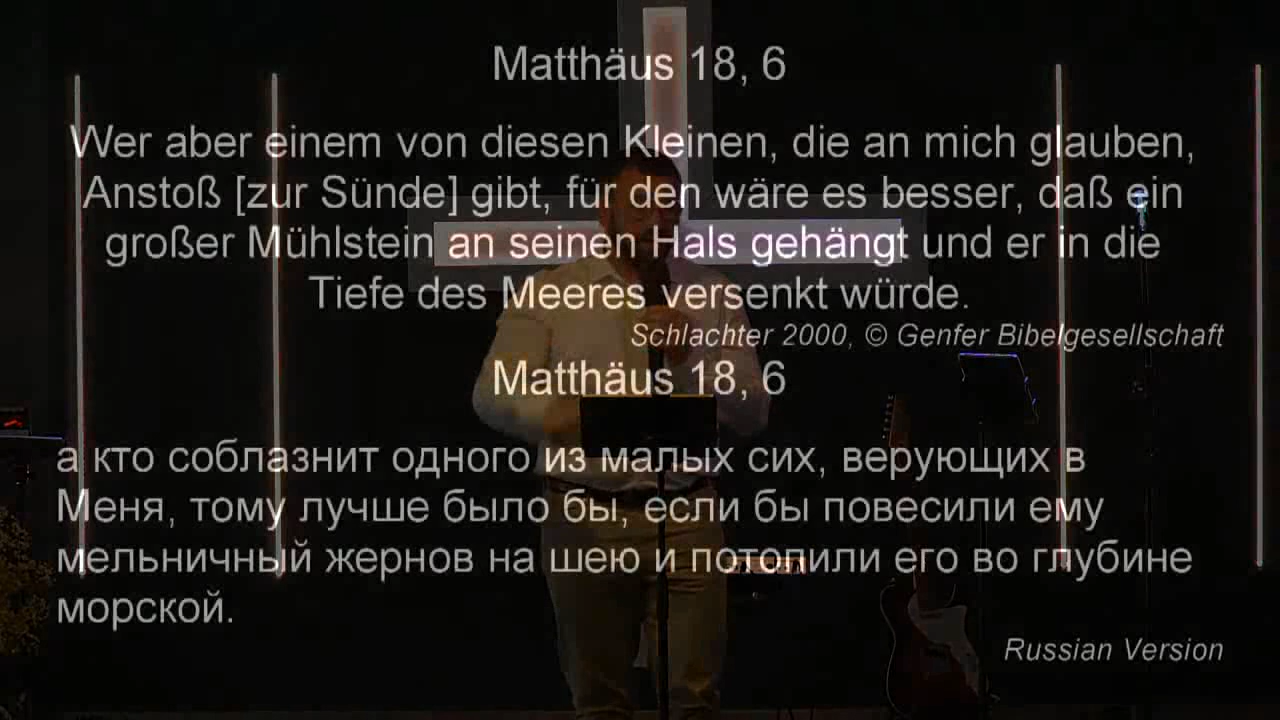 Matthäus 18, 6
Wer aber einem von diesen Kleinen, die an mich glauben,
Anstoß [zur Sünde] gibt, für den wäre es besser, daß ein
großer Mühlstein an seinen Hals gehängt und er in die
Tiefe des Meeres versenkt würde.
Schlachter 2000, © Genfer Bibelgesellschaft
Matthäus 18, 6
а кто соблазнит одного из малых сих, верующих в
Меня, тому лучше было бы, если бы повесили ему
мельничный жернов на шею и потопили его во глубине
морской.
Russian Version